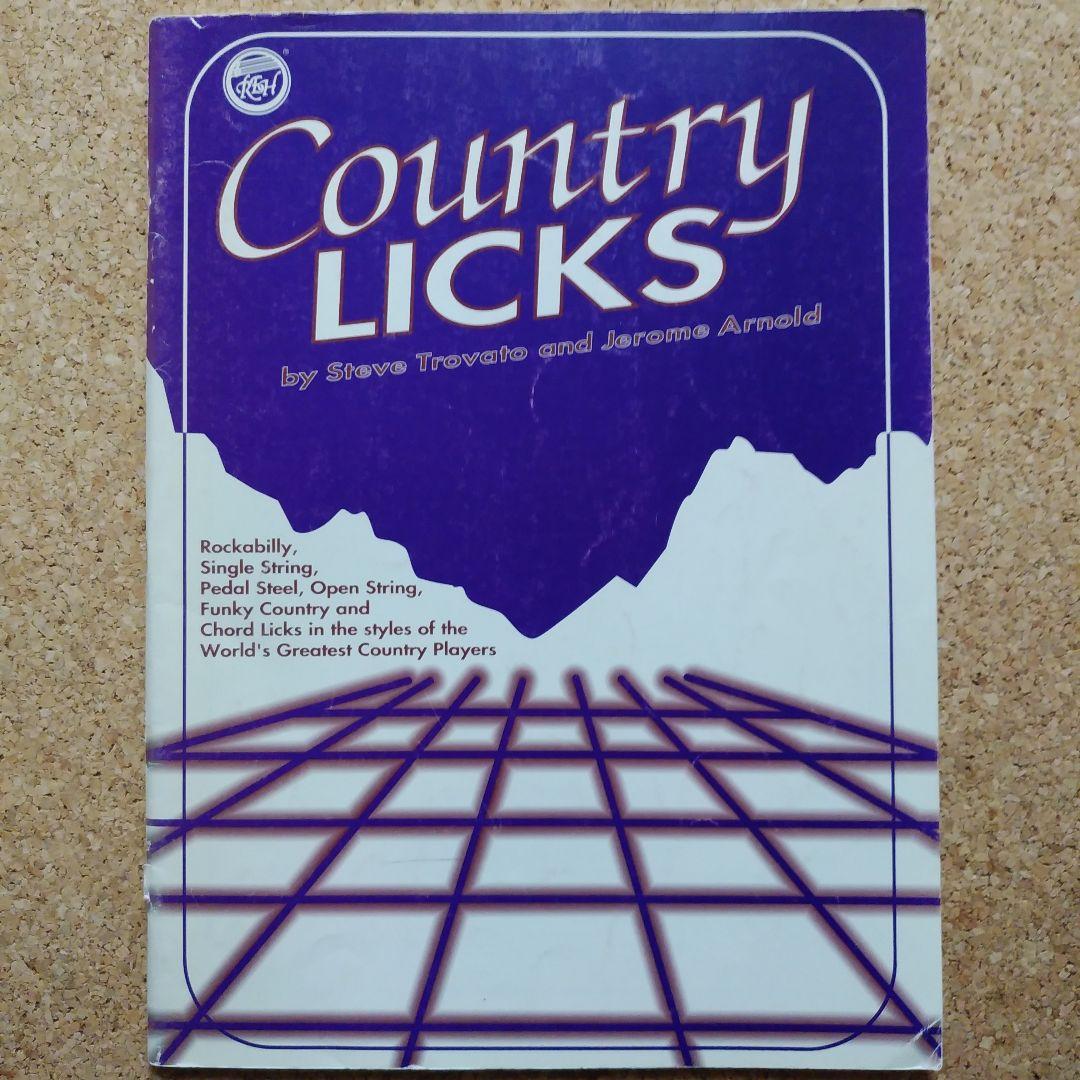 REH
®
Country
LICKS
by Steve Trovato and Jerome Arnold
Rockabilly,
Single String,
Pedal Steel, Open String,
Funky Country and
Chord Licks in the styles of the
World's Greatest Country Players